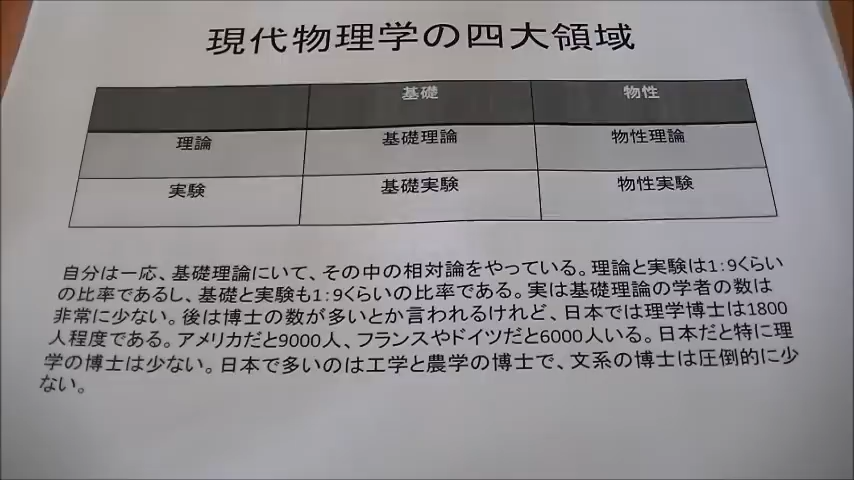 現代物理学の四大領域
基礎 物性
理論 基礎理論 物性理論
実験 基礎実験 物性実験
自分は一応、基礎理論にいて、その中の相対論をやっている。理論と実験は1:9くらい
の比率であるし、基礎と実験も1:9くらいの比率である。実は基礎理論の学者の数は
非常に少ない。後は博士の数が多いとか言われるけれど、日本では理学博士は1800
人程度である。アメリカだと9000人、フランスやドイツだと6000人いる。日本だと特に理
学の博士は少ない。日本で多いのは工学と農学の博士で、文系の博士は圧倒的に少
ない。